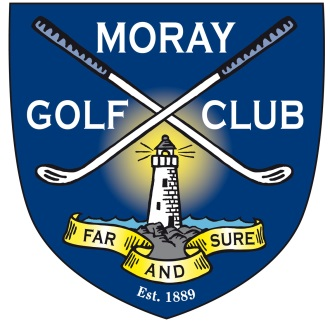 MORAY
GOLF CLUB
FAR AND SURE
Est. 1889